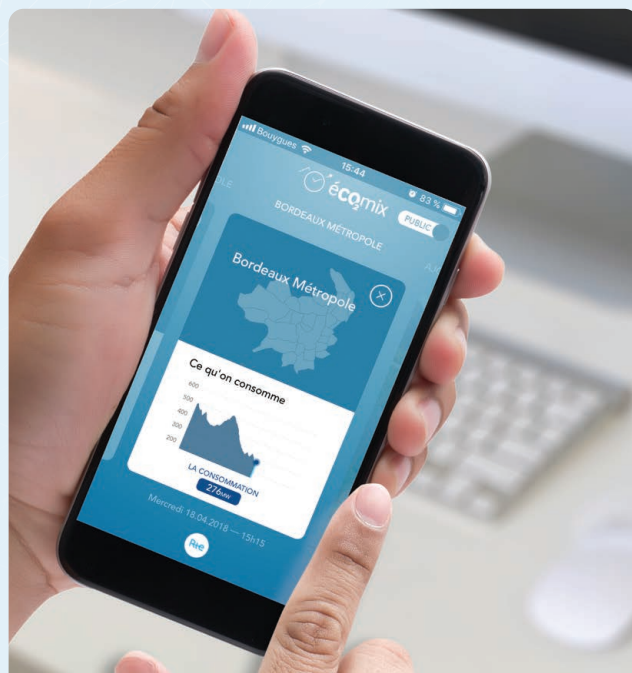 Bouygues
15:44
83 %
éCO2mix
PUBLIC
BORDEAUX MÉTROPOLE
Bordeaux Métropole
Ce qu'on consomme
600
500
400
300
200
LA CONSOMMATION
276MW
Mercredi 18.04.2018 — 15h15
Rte